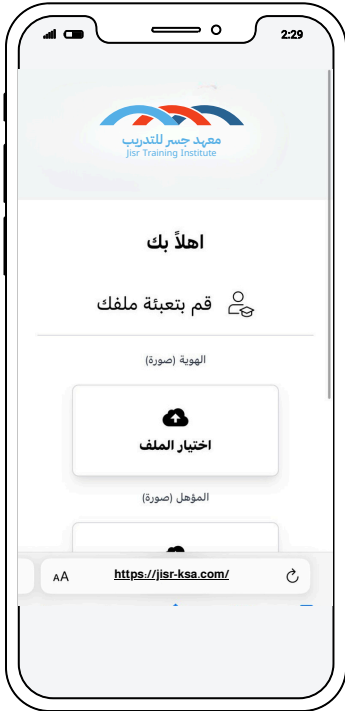 2:29
معهد جسر للتدريب
Jisr Training Institute
اهلاً بك
قم بتعبئة ملفك
الهوية (صورة)
اختيار الملف
المؤهل (صورة)
AA https://jisr-ksa.com/